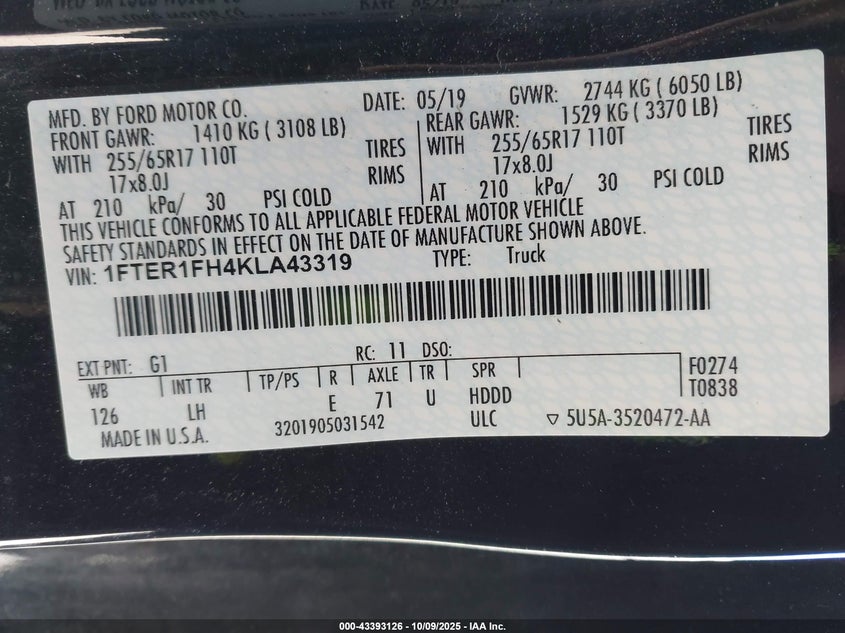 MFD. BY FORD MOTOR CO. DATE: 05/19 GVWR: 2744 KG ( 6050 LB)
FRONT GAWR: 1410 KG ( 3108 LB) REAR GAWR: 1529 KG ( 3370 LB)
WITH 255/65R17 110T TIRES WITH 255/65R17 110T TIRES
17x8.0J RIMS 17x8.0J RIMS
AT 210 kPa/ 30 PSI COLD AT 210 kPa/ 30 PSI COLD
THIS VEHICLE CONFORMS TO ALL APPLICABLE FEDERAL MOTOR VEHICLE
SAFETY STANDARDS IN EFFECT ON THE DATE OF MANUFACTURE SHOWN ABOVE.
VIN: 1FTER1FH4KLA43319 TYPE: Truck
EXT PNT: G1 RC: 11 DSO:
WB INT TR TP/PS R AXLE TR SPR F0274
126 LH E 71 U HDDD T0838
MADE IN U.S.A. 3201905031542 ULC ▽ 5U5A-3520472-AA
000-43393126 - 10/09/2025 - IAA Inc.